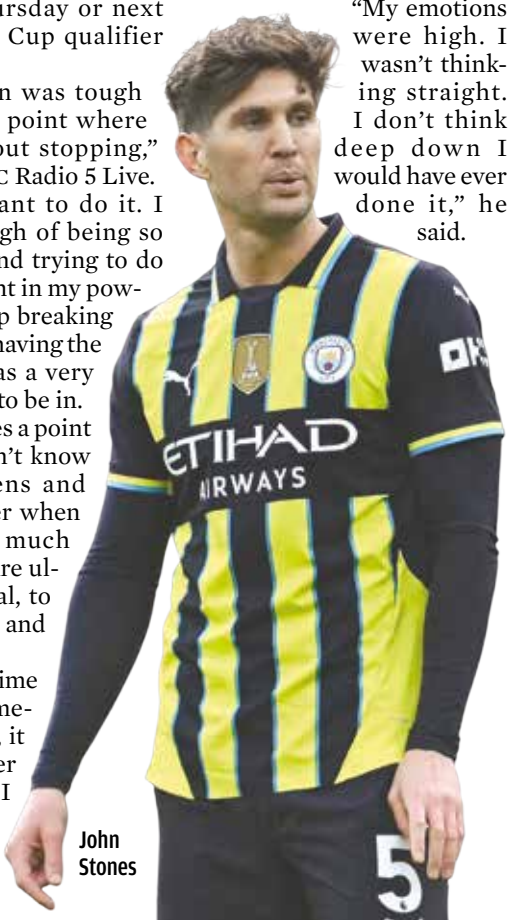 ursday or next
Cup qualifier
n was tough
point where
out stopping,”
C Radio 5 Live.
ant to do it. I
gh of being so
nd trying to do
nt in my pow-
p breaking
having the
as a very
to be in.
es a point
n’t know
ens and
er when
much
re ul-
al, to
and
ime
me-
, it
er
I
“My emotions
were high. I
wasn’t think-
ing straight.
I don’t think
deep down I
would have ever
done it,” he
said.
ETIHAD
AIRWAYS
5
John
Stones